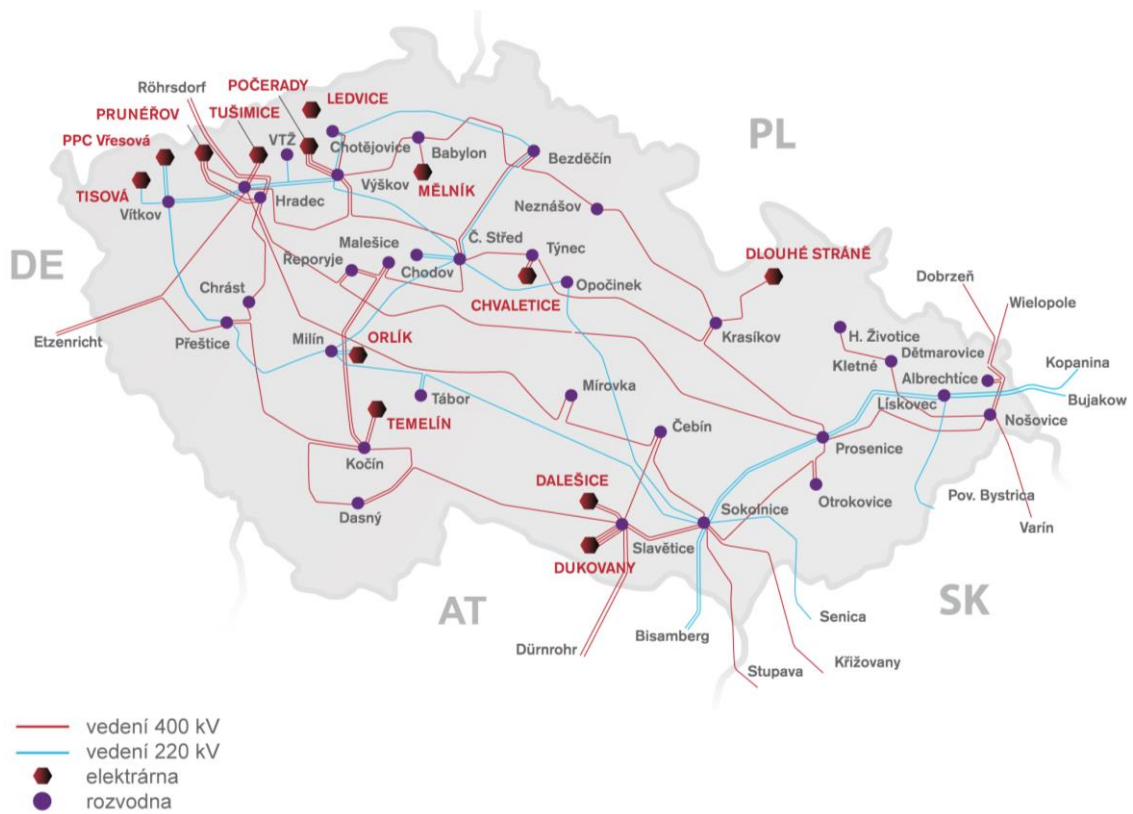 Röhrsdorf
POČERADY
LEDVICE
PRUNÉŘOV
TUŠIMICE
PPC Vřesová
VTŽ
Chotějovice
Babylon
Bezděčín
PL
TISOVÁ
Výškov
MĚLNÍK
Vítkov
Hradec
Neznášov
DE
Malešice
Č. Střed
Týnec
Řeporyje
Chodov
DLOUHÉ STRÁNĚ
Opočinek
Dobrzeň
Chrást
CHVALETICE
Wielopole
Etzenricht
Přeštice
Milín
ORLÍK
Krasíkov
H. Životice
Dětmarovice
Kletné
Kopanina
Albrechtíce
Mírovka
Tábor
Lískovec
Bujakow
TEMELÍN
Nošovice
Čebín
Prosenice
Kočín
DALEŠICE
Otrokovice
Pov. Bystrica
Dasný
Sokolnice
Varín
Slavětice
DUKOVANY
AT
SK
Senica
Bisamberg
Dürnrohr
Křižovany
Stupava
vedení 400 kV
vedení 220 kV
elektrárna
rozvodna